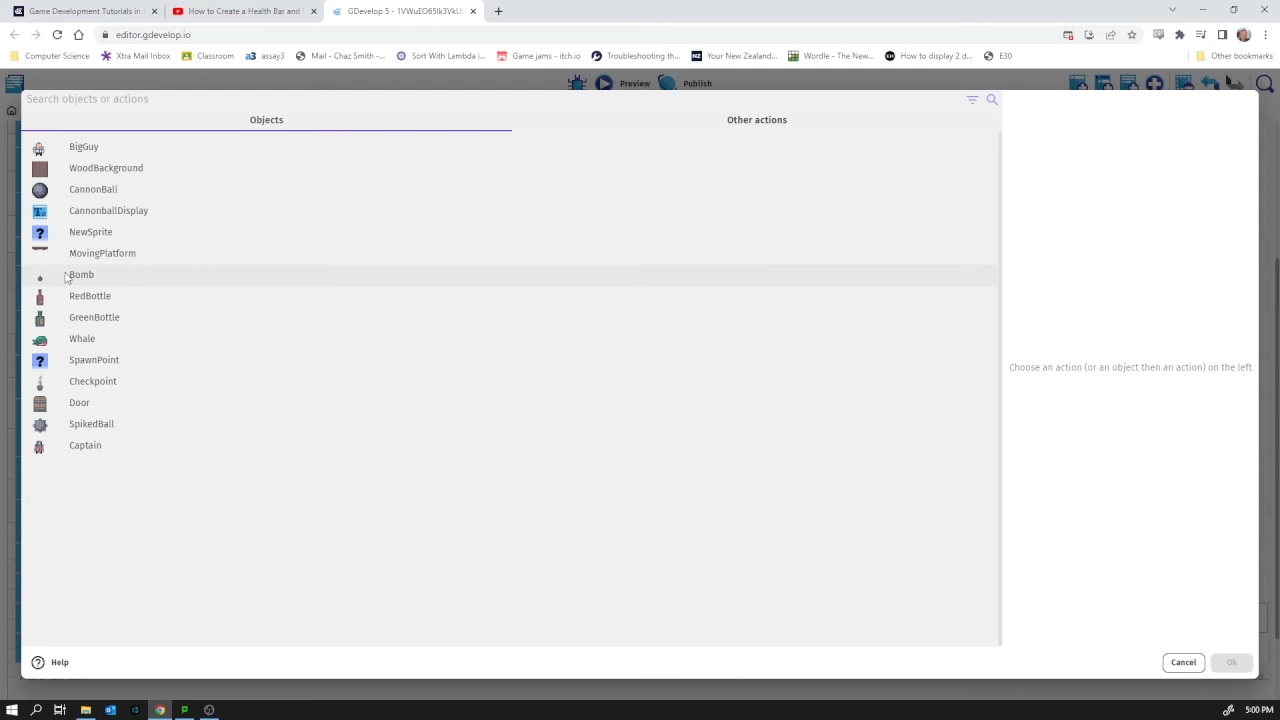 Game Development Tutorials in
How to Create a Health Bar and
GDevelop 5 - 1VWuEO65Ik3VkU
editor.gdevelop.io
Computer Science
Xtra Mail Inbox
Classroom
a3 assay3
Mail - Chaz Smith -...
Sort With Lambda i...
Game jams - itch.io
Troubleshooting th...
Your New Zealand...
Wordle - The New...
How to display 2 d...
E30
Other bookmarks
Preview
Publish
Search objects or actions
Objects
Other actions
BigGuy
WoodBackground
CannonBall
CannonballDisplay
NewSprite
MovingPlatform
Bomb
RedBottle
GreenBottle
Whale
SpawnPoint
Checkpoint
Door
SpikedBall
Captain
Choose an action (or an object then an action) on the left
Help
Cancel
Ok
5:00 PM